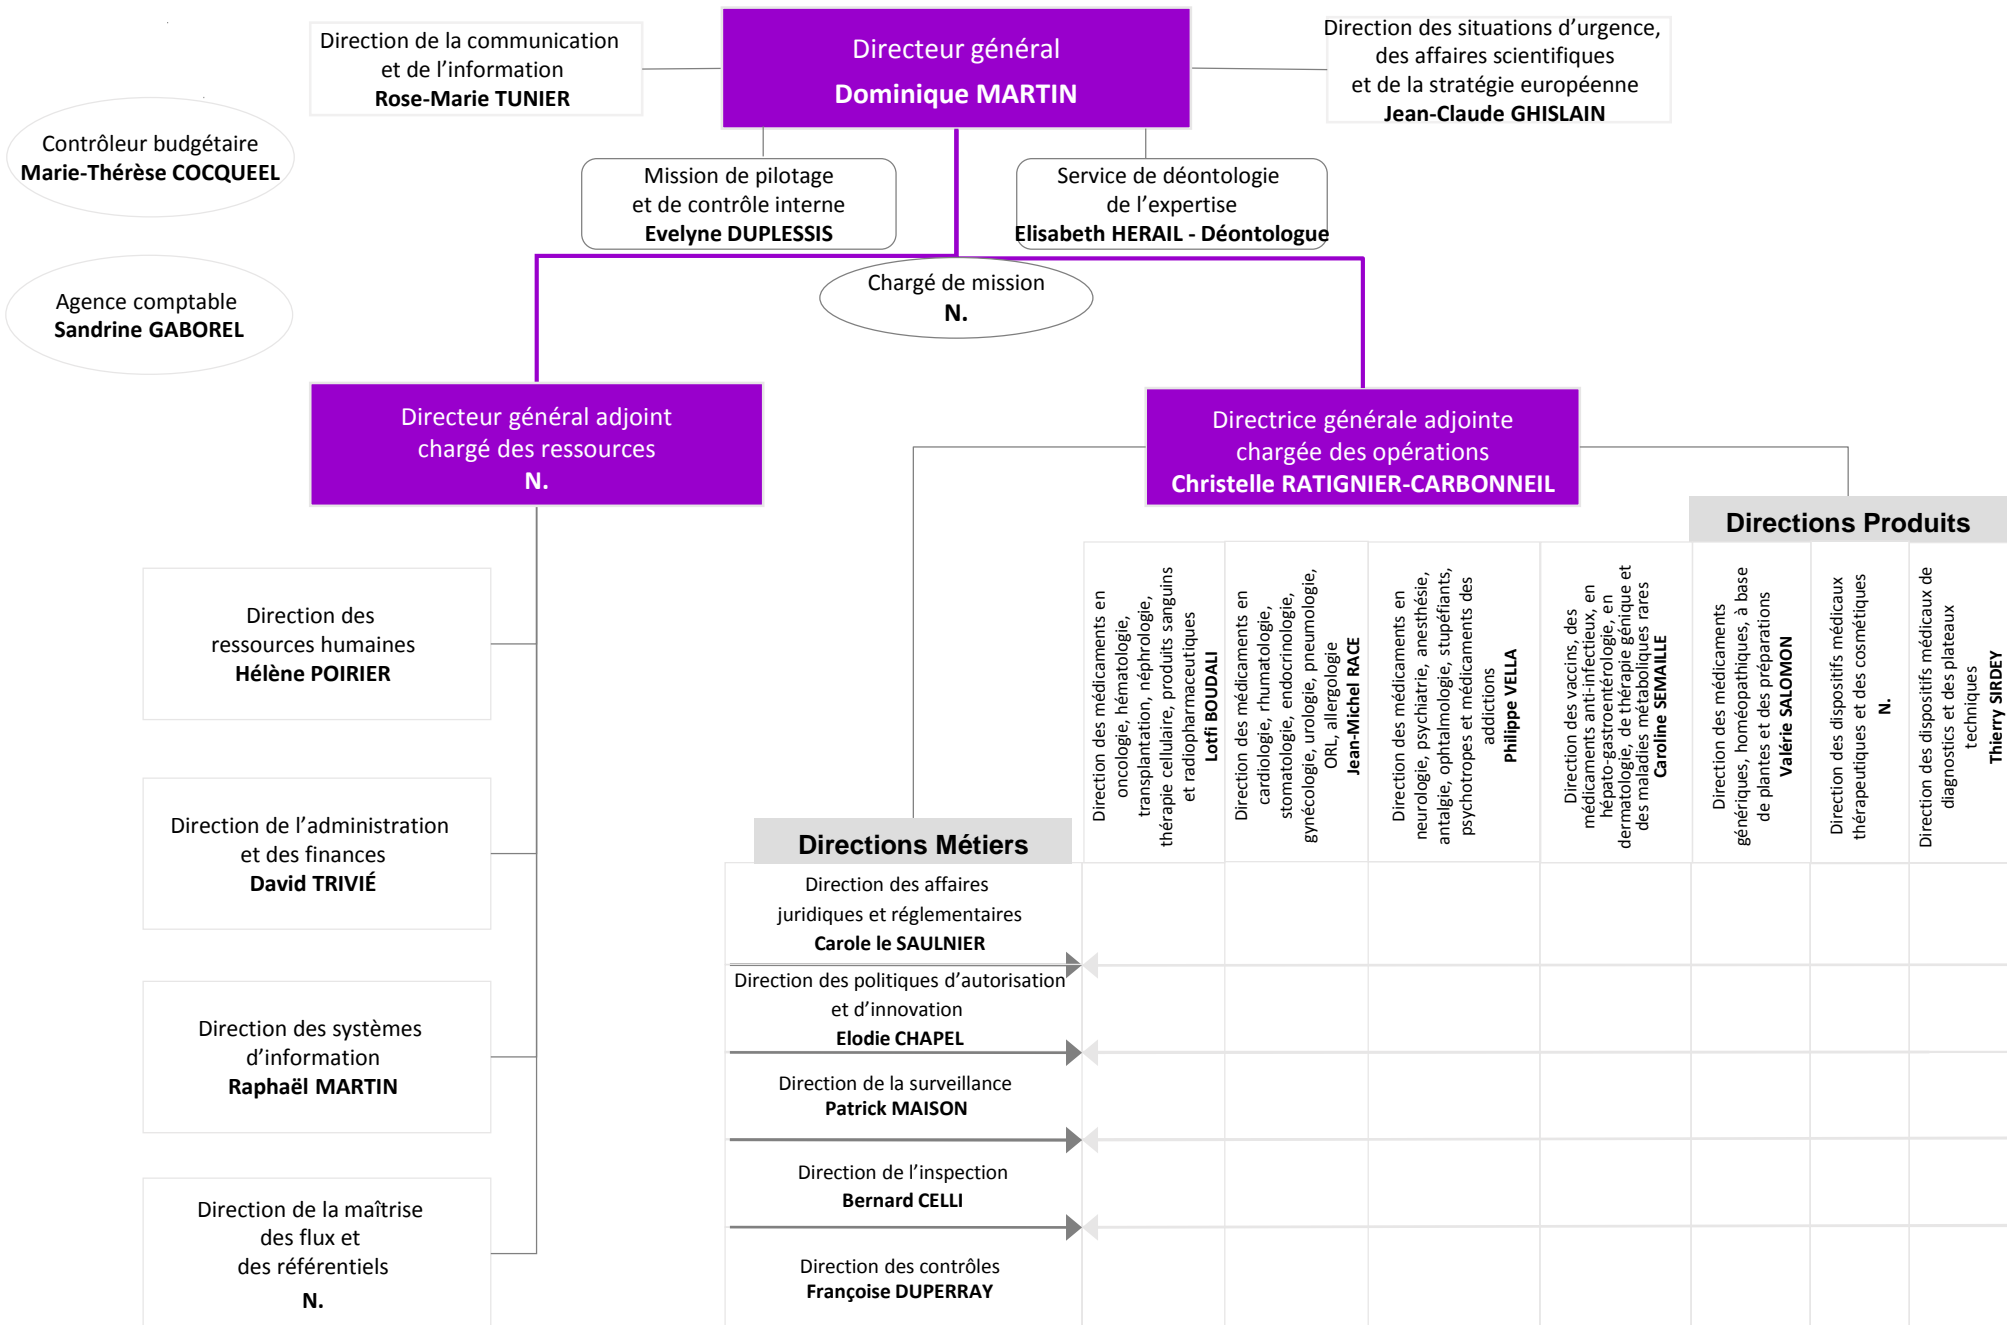 Direction de la communication
et de l’information
Rose-Marie TUNIER
Directeur général
Dominique MARTIN
Direction des situations d’urgence,
des affaires scientifiques
et de la stratégie européenne
Jean-Claude GHISLAIN
Contrôleur budgétaire
Marie-Thérèse COCQUEEL
Mission de pilotage
et de contrôle interne
Evelyne DUPLESSIS
Service de déontologie
de l’expertise
Elisabeth HERAIL - Déontologue
Agence comptable
Sandrine GABOREL
Chargé de mission
N.
Directeur général adjoint
chargé des ressources
N.
Directrice générale adjointe
chargée des opérations
Christelle RATIGNIER-CARBONNEIL
Direction des
ressources humaines
Hélène POIRIER
Direction de l’administration
et des finances
David TRIVIÉ
Direction des systèmes
d’information
Raphaël MARTIN
Direction de la maîtrise
des flux et
des référentiels
N.
Directions Produits
Direction des médicaments en
oncologie, hématologie,
transplantation, néphrologie,
thérapie cellulaire, produits sanguins
et radiopharmaceutiques
Lotfi BOUDALI
Direction des médicaments en
cardiologie, rhumatologie,
stomatologie, endocrinologie,
gynécologie, urologie, pneumologie,
ORL, allergologie
Jean-Michel RACE
Direction des médicaments en
neurologie, psychiatrie, anesthésie,
antalgie, ophtalmologie, stupéfiants,
psychotropes et médicaments des
addictions
Philippe VELLA
Direction des vaccins, des
médicaments anti-infectieux, en
hépato-gastroentérologie, en
dermatologie, de thérapie génique et
des maladies métaboliques rares
Caroline SEMAILLE
Direction des médicaments
génériques, homéopathiques, à base
de plantes et des préparations
Valérie SALOMON
Direction des dispositifs médicaux
thérapeutiques et des cosmétiques
N.
Direction des dispositifs médicaux de
diagnostics et des plateaux
techniques
Thierry SIRDEY
Directions Métiers
Direction des affaires
juridiques et réglementaires
Carole le SAULNIER
Direction des politiques d’autorisation
et d’innovation
Elodie CHAPEL
Direction de la surveillance
Patrick MAISON
Direction de l’inspection
Bernard CELLI
Direction des contrôles
Françoise DUPERRAY